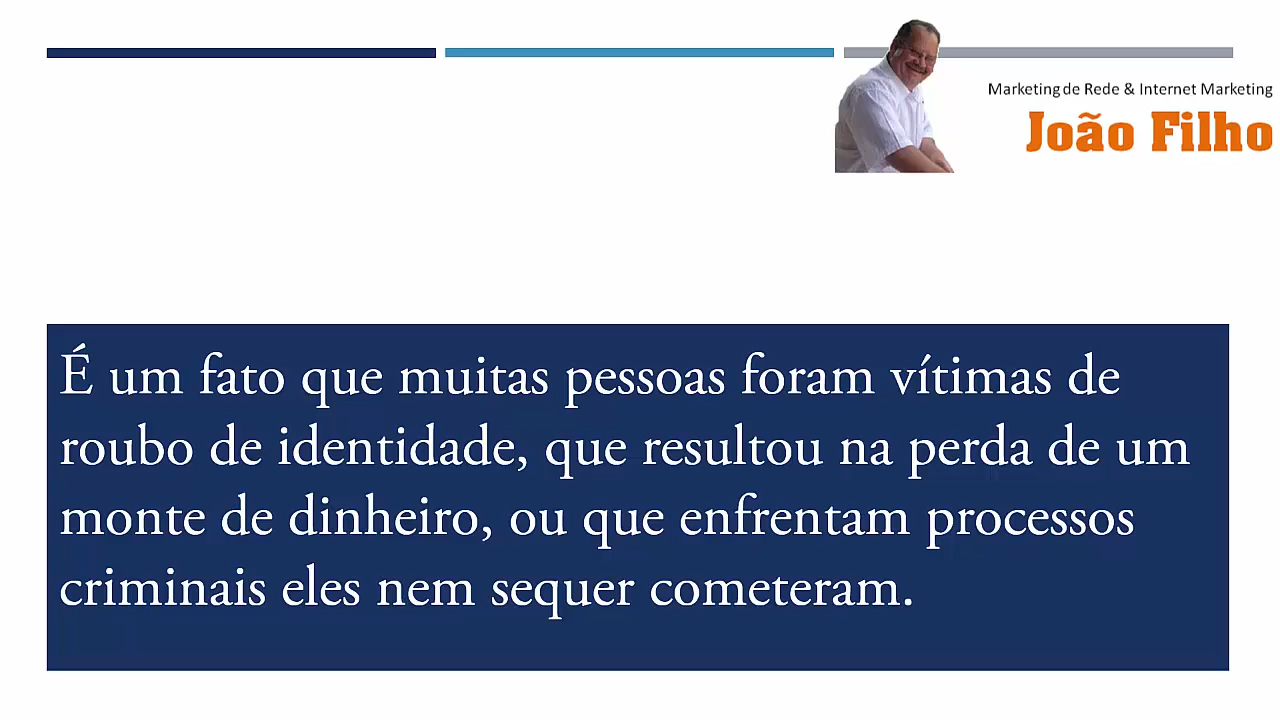 Marketing de Rede & Internet Marketing
João Filho
É um fato que muitas pessoas foram vítimas de
roubo de identidade, que resultou na perda de um
monte de dinheiro, ou que enfrentam processos
criminais eles nem sequer cometeram.